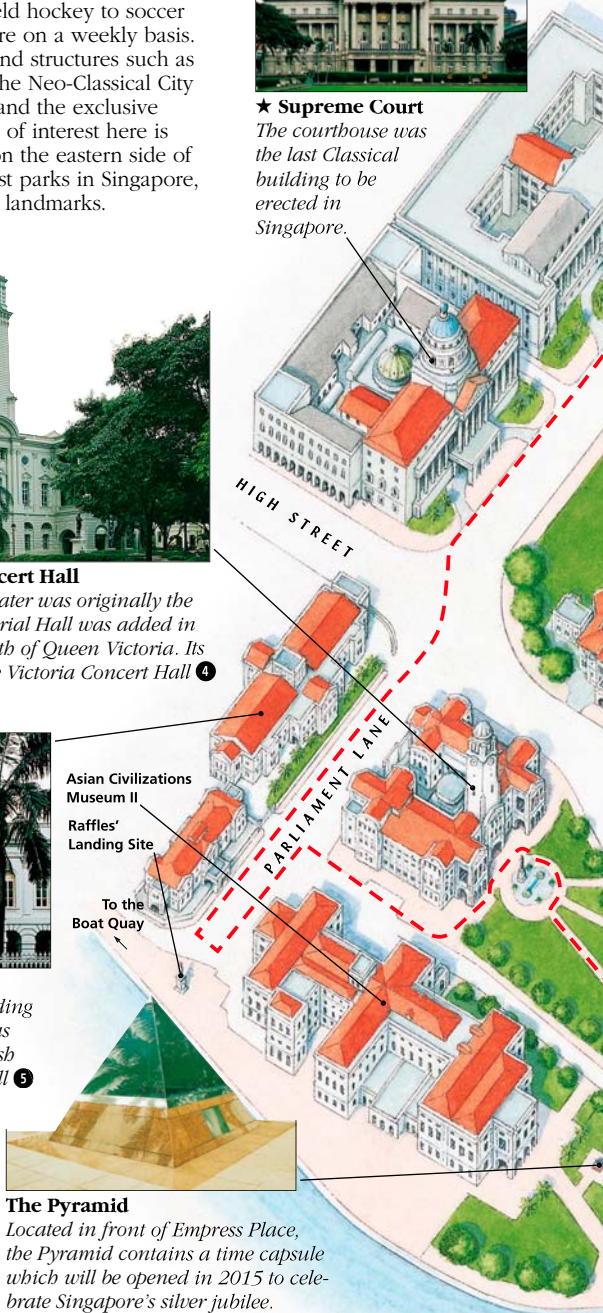 eld hockey to soccer
re on a weekly basis.
nd structures such as
he Neo-Classical City
and the exclusive
of interest here is
on the eastern side of
st parks in Singapore,
landmarks.
★ Supreme Court
The courthouse was
the last Classical
building to be
erected in
Singapore.
HIGH STREET
cert Hall
ater was originally the
rial Hall was added in
th of Queen Victoria. Its
e Victoria Concert Hall 4
PARLIAMENT LANE
Asian Civilizations
Museum II
Raffles'
Landing Site
To the
Boat Quay
ding
as
sh
ll 5
The Pyramid
Located in front of Empress Place,
the Pyramid contains a time capsule
which will be opened in 2015 to cele-
brate Singapore's silver jubilee.